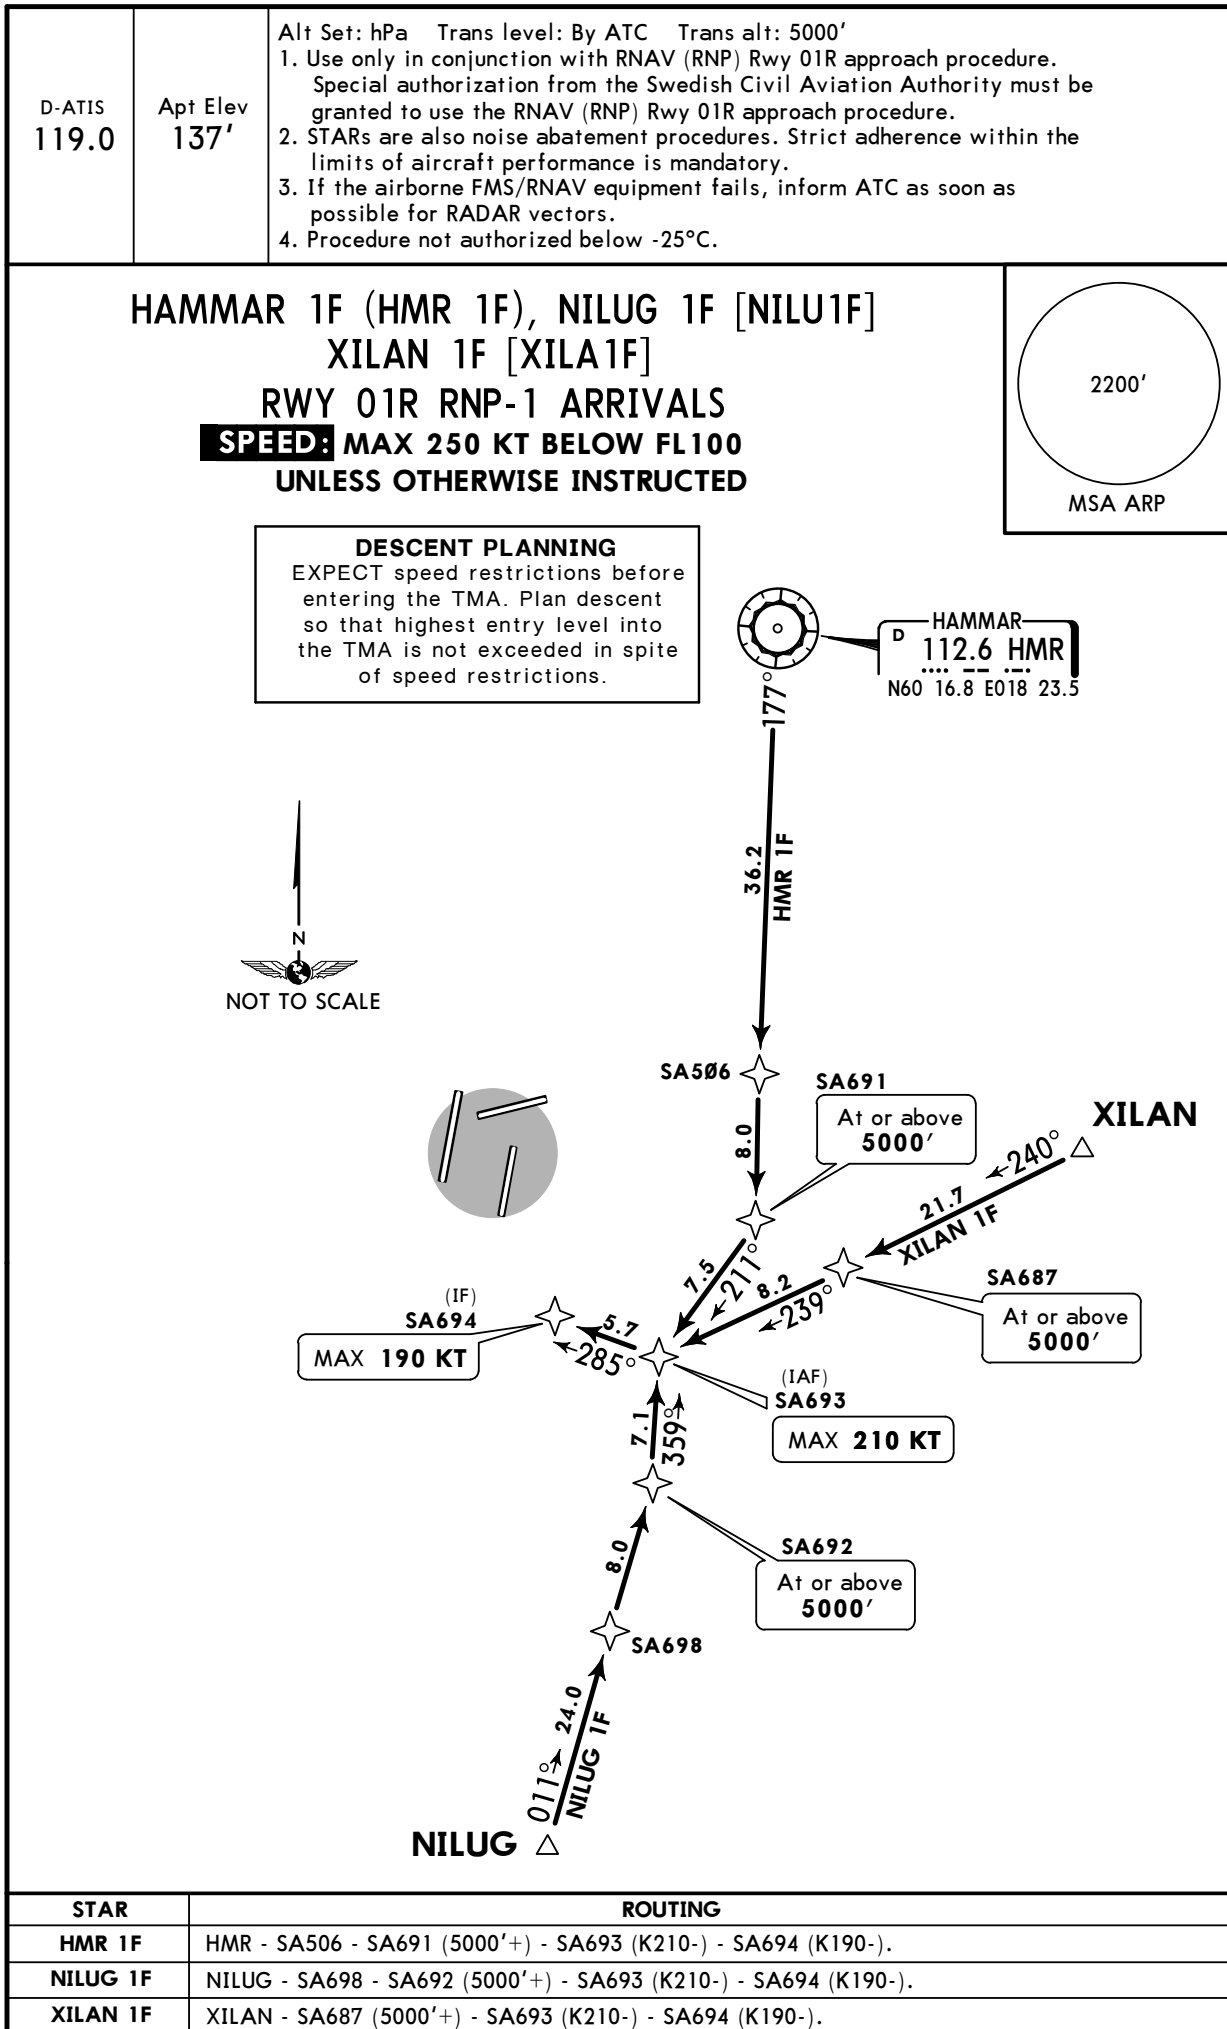 D-ATIS
119.0
Apt Elev
137'
Alt Set: hPa Trans level: By ATC Trans alt: 5000'
1. Use only in conjunction with RNAV (RNP) Rwy 01R approach procedure.
Special authorization from the Swedish Civil Aviation Authority must be
granted to use the RNAV (RNP) Rwy 01R approach procedure.
2. STARs are also noise abatement procedures. Strict adherence within the
limits of aircraft performance is mandatory.
3. If the airborne FMS/RNAV equipment fails, inform ATC as soon as
possible for RADAR vectors.
4. Procedure not authorized below -25°C.
HAMMAR 1F (HMR 1F), NILUG 1F [NILU1F]
XILAN 1F [XILA1F]
RWY 01R RNP-1 ARRIVALS
SPEED: MAX 250 KT BELOW FL100
UNLESS OTHERWISE INSTRUCTED
2200'
MSA ARP
DESCENT PLANNING
EXPECT speed restrictions before
entering the TMA. Plan descent
so that highest entry level into
the TMA is not exceeded in spite
of speed restrictions.
HAMMAR
D 112.6 HMR
N60 16.8 E018 23.5
177°
36.2
HMR 1F
N
NOT TO SCALE
SA5Ø6
8.0
SA691
At or above
5000'
XILAN
240°
21.7
XILAN 1F
7.5
211°
8.2
239°
SA687
At or above
5000'
(IF)
SA694
MAX 190 KT
5.7
285°
(IAF)
SA693
MAX 210 KT
7.1
359°
SA692
At or above
5000'
8.0
SA698
24.0
011°
NILUG 1F
NILUG
STAR ROUTING
HMR 1F HMR - SA506 - SA691 (5000'+) - SA693 (K210-) - SA694 (K190-).
NILUG 1F NILUG - SA698 - SA692 (5000'+) - SA693 (K210-) - SA694 (K190-).
XILAN 1F XILAN - SA687 (5000'+) - SA693 (K210-) - SA694 (K190-).